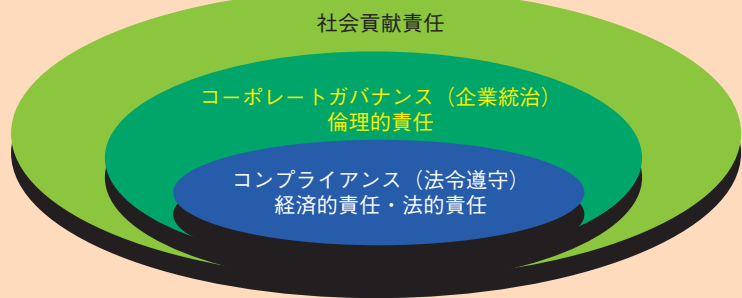 社会貢献責任
コーポレートガバナンス（企業統治）
倫理的責任
コンプライアンス（法令遵守）
経済的責任・法的責任